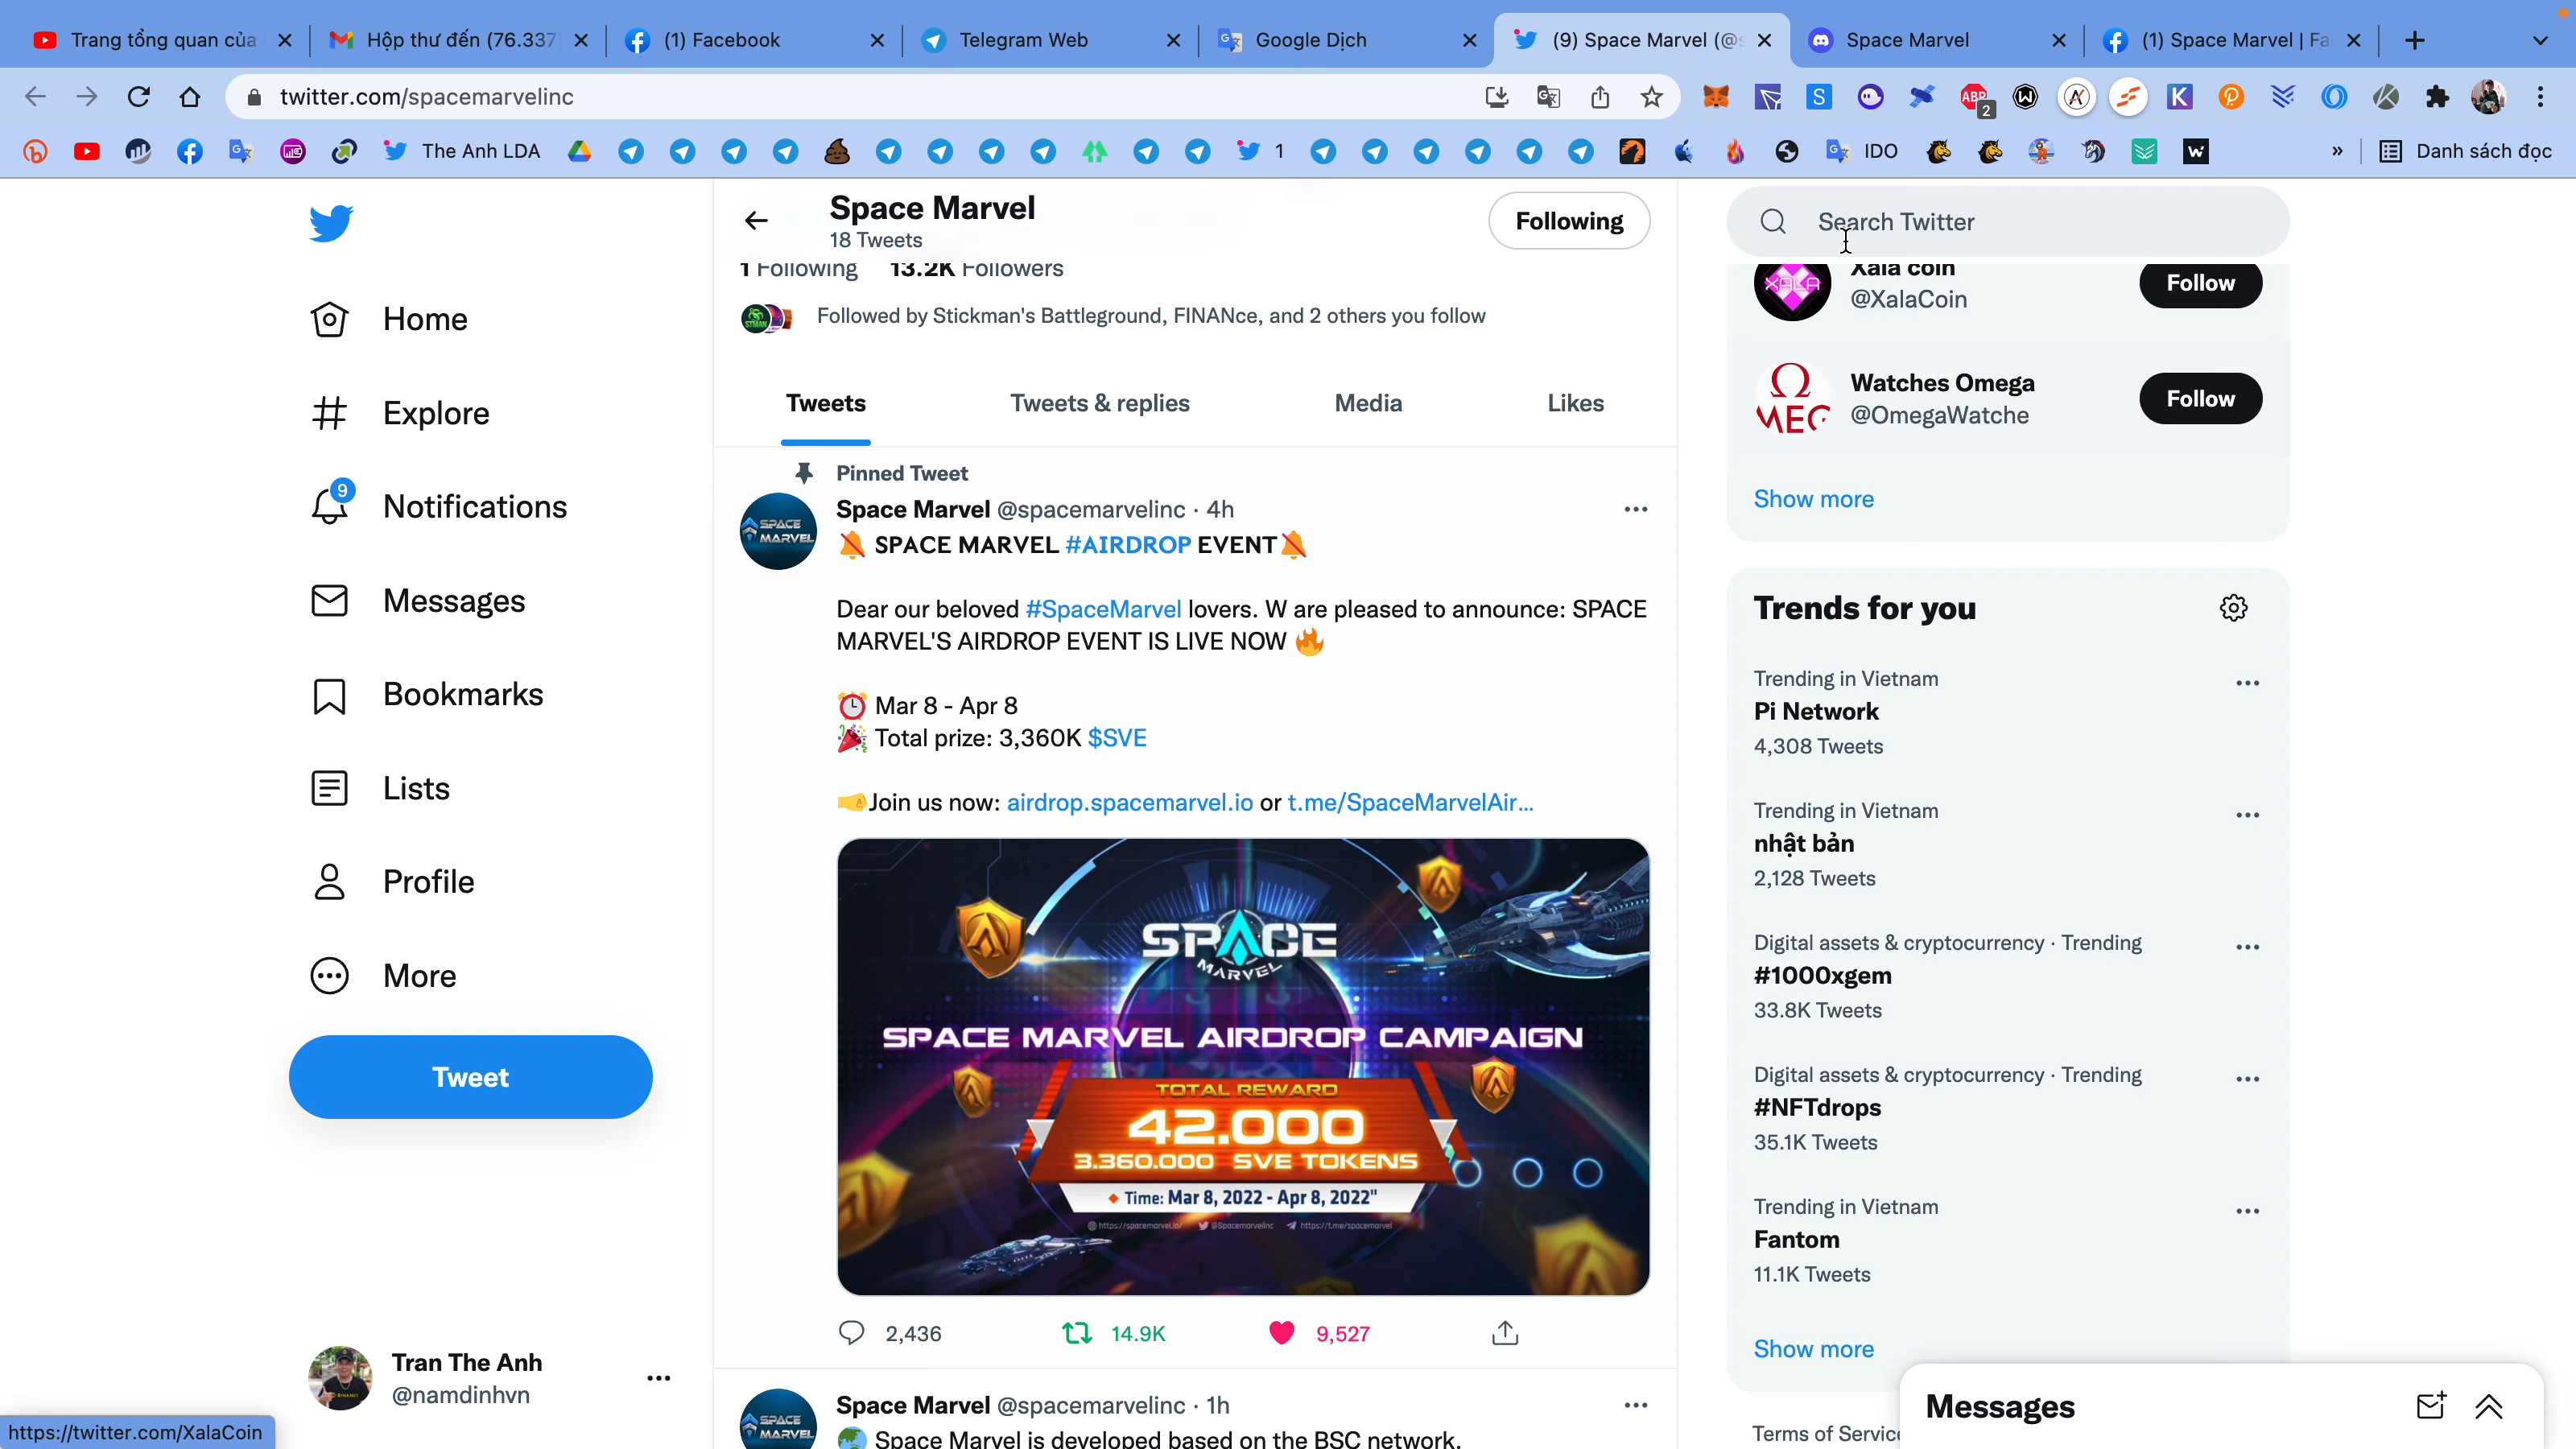 Trang tổng quan của
Hộp thư đến (76.337
(1) Facebook
Telegram Web
Google Dịch
(9) Space Marvel (@s
Space Marvel
(1) Space Marvel | Fa
twitter.com/spacemarvelinc
ABP
2
The Anh LDA
1
IDO
»
Danh sách đọc
Space Marvel
18 Tweets
Following
Search Twitter
1 Following 13.2K Followers
Followed by Stickman's Battleground, FINANce, and 2 others you follow
Tweets
Tweets & replies
Media
Likes
Home
Explore
9
Notifications
Messages
Bookmarks
Lists
Profile
More
Tweet
Tran The Anh
@namdinhvn
https://twitter.com/XalaCoin
Pinned Tweet
Space Marvel @spacemarvelinc · 4h
SPACE MARVEL
🔔 SPACE MARVEL #AIRDROP EVENT🔔
Dear our beloved #SpaceMarvel lovers. W are pleased to announce: SPACE
MARVEL'S AIRDROP EVENT IS LIVE NOW 🔥
⏰ Mar 8 - Apr 8
🎉 Total prize: 3,360K $SVE
🤜Join us now: airdrop.spacemarvel.io or t.me/SpaceMarvelAir...
SPACE
MARVEL
SPACE MARVEL AIRDROP CAMPAIGN
TOTAL REWARD
42.000
3.360.000 SVE TOKENS
Time: Mar 8, 2022 - Apr 8, 2022"
https://spacemarvel.io/ @Spacemarvelinc https://t.me/spacemarvel
2,436
14.9K
9,527
Space Marvel @spacemarvelinc · 1h
SPACE MARVEL
🌏 Space Marvel is developed based on the BSC network.
Xala coin
@XalaCoin
XALA
Follow
Watches Omega
@OmegaWatche
Follow
Show more
Trends for you
Trending in Vietnam
Pi Network
4,308 Tweets
Trending in Vietnam
nhật bản
2,128 Tweets
Digital assets & cryptocurrency · Trending
#1000xgem
33.8K Tweets
Digital assets & cryptocurrency · Trending
#NFTdrops
35.1K Tweets
Trending in Vietnam
Fantom
11.1K Tweets
Show more
Terms of Servic
Messages